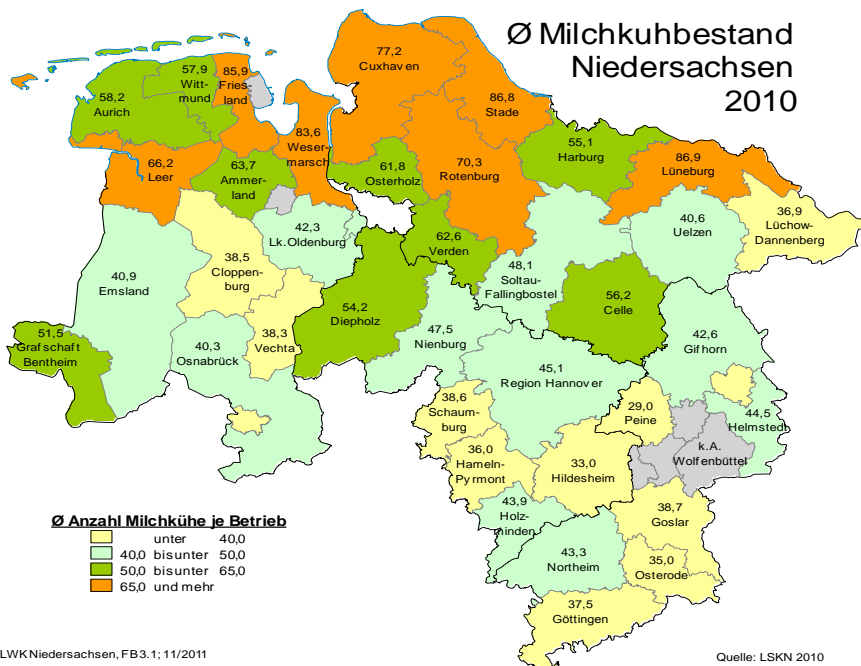 Ø Milchkuhbestand
Niedersachsen
2010
77,2
Cuxhaven
57,9
Witt-
mund
85,9
Fries-
land
58,2
Aurich
86,8
Stade
83,6
Weser-
marsch
55,1
Harburg
86,9
Lüneburg
66,2
Leer
63,7
Ammer-
land
61,8
Osterholz
70,3
Rotenburg
36,9
Lüchow-
Dannenberg
42,3
Lk.Oldenburg
40,6
Uelzen
38,5
Cloppen-
burg
62,6
Verden
48,1
Soltau-
Fallingbostel
40,9
Emsland
56,2
Celle
54,2
Diepholz
51,5
Grafschaft
Bentheim
40,3
Osnabrück
38,3
Vechta
47,5
Nienburg
42,6
Gifhorn
45,1
Region Hannover
38,6
Schaum-
burg
29,0
Peine
44,5
Helmstedt
36,0
Hameln-
Pyrmont
33,0
Hildesheim
k.A.
Wolfenbüttel
43,9
Holz-
minden
38,7
Goslar
43,3
Northeim
35,0
Osterode
37,5
Göttingen
Ø Anzahl Milchkühe je Betrieb
unter 40,0
40,0 bis unter 50,0
50,0 bis unter 65,0
65,0 und mehr
LWK Niedersachsen, FB 3.1; 11/2011
Quelle: LSKN 2010